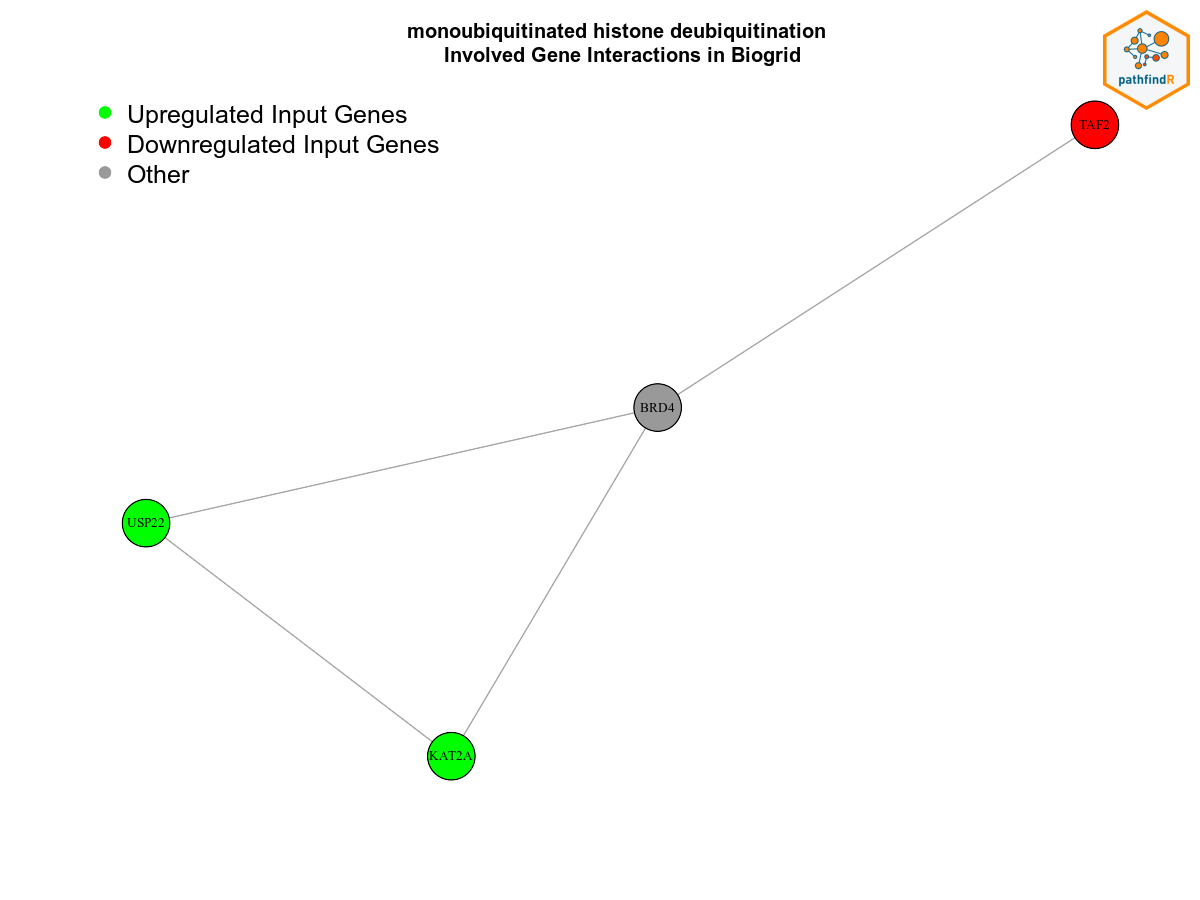 monoubiquitinated histone deubiquitination
Involved Gene Interactions in Biogrid
pathfindR
Upregulated Input Genes
Downregulated Input Genes
Other
TAF2
BRD4
USP22
KAT2A